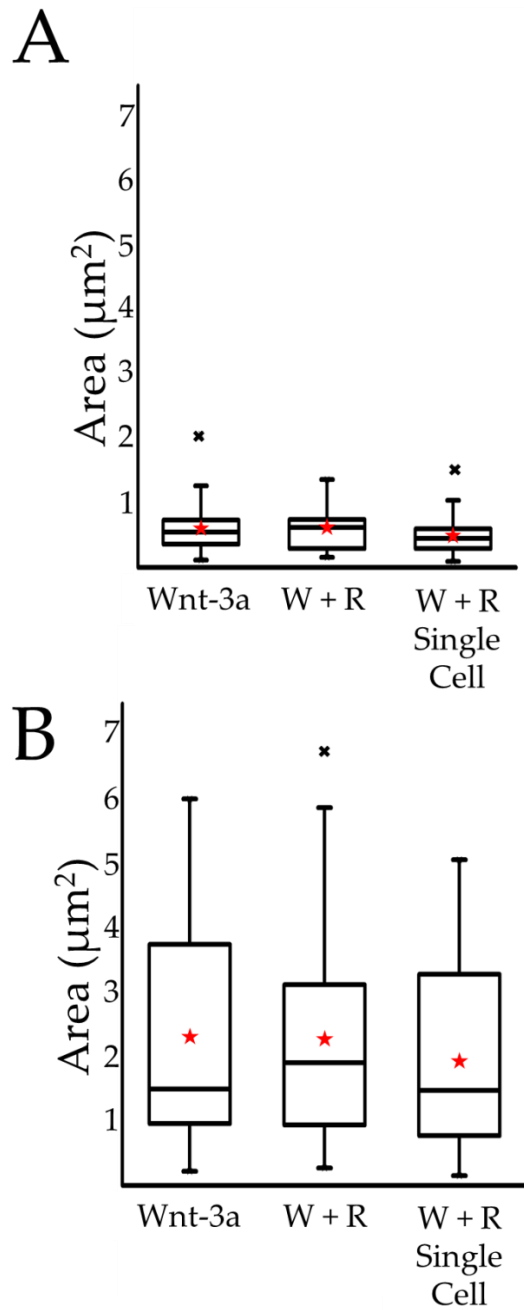 A
7
6
5
4
3
2
1
Area (μm²)
Wnt-3a
W + R
W + R
Single
Cell
B
7
6
5
4
3
2
1
Area (μm²)
Wnt-3a
W + R
W + R
Single
Cell